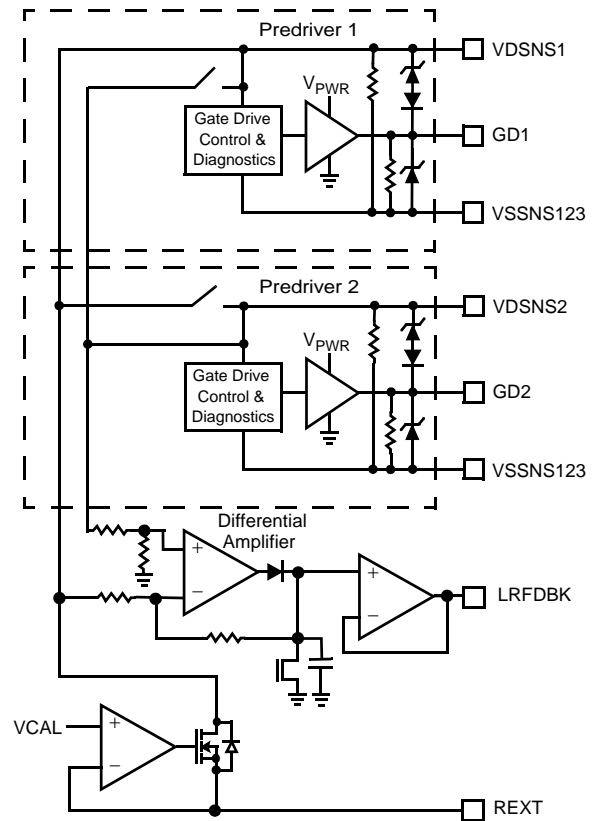 Predriver 1
VDSNS1
VPWR
Gate Drive
Control &
Diagnostics
GD1
VSSNS123
Predriver 2
VDSNS2
VPWR
Gate Drive
Control &
Diagnostics
GD2
VSSNS123
Differential
Amplifier
+
−
+
−
LRFDBK
VCAL
+
−
REXT